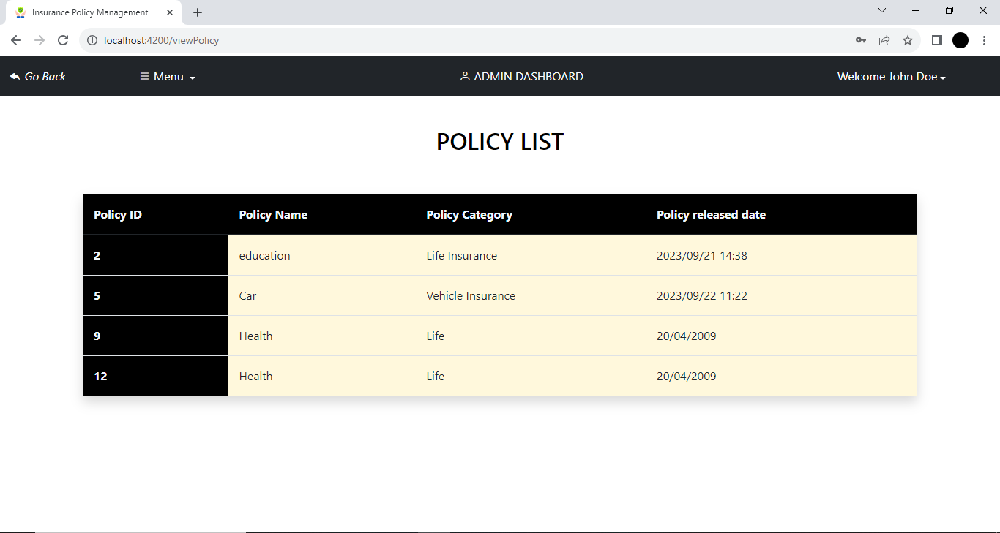 Insurance Policy Management
localhost:4200/viewPolicy
Go Back Menu ADMIN DASHBOARD Welcome John Doe
POLICY LIST
Policy ID Policy Name Policy Category Policy released date
2 education Life Insurance 2023/09/21 14:38
5 Car Vehicle Insurance 2023/09/22 11:22
9 Health Life 20/04/2009
12 Health Life 20/04/2009